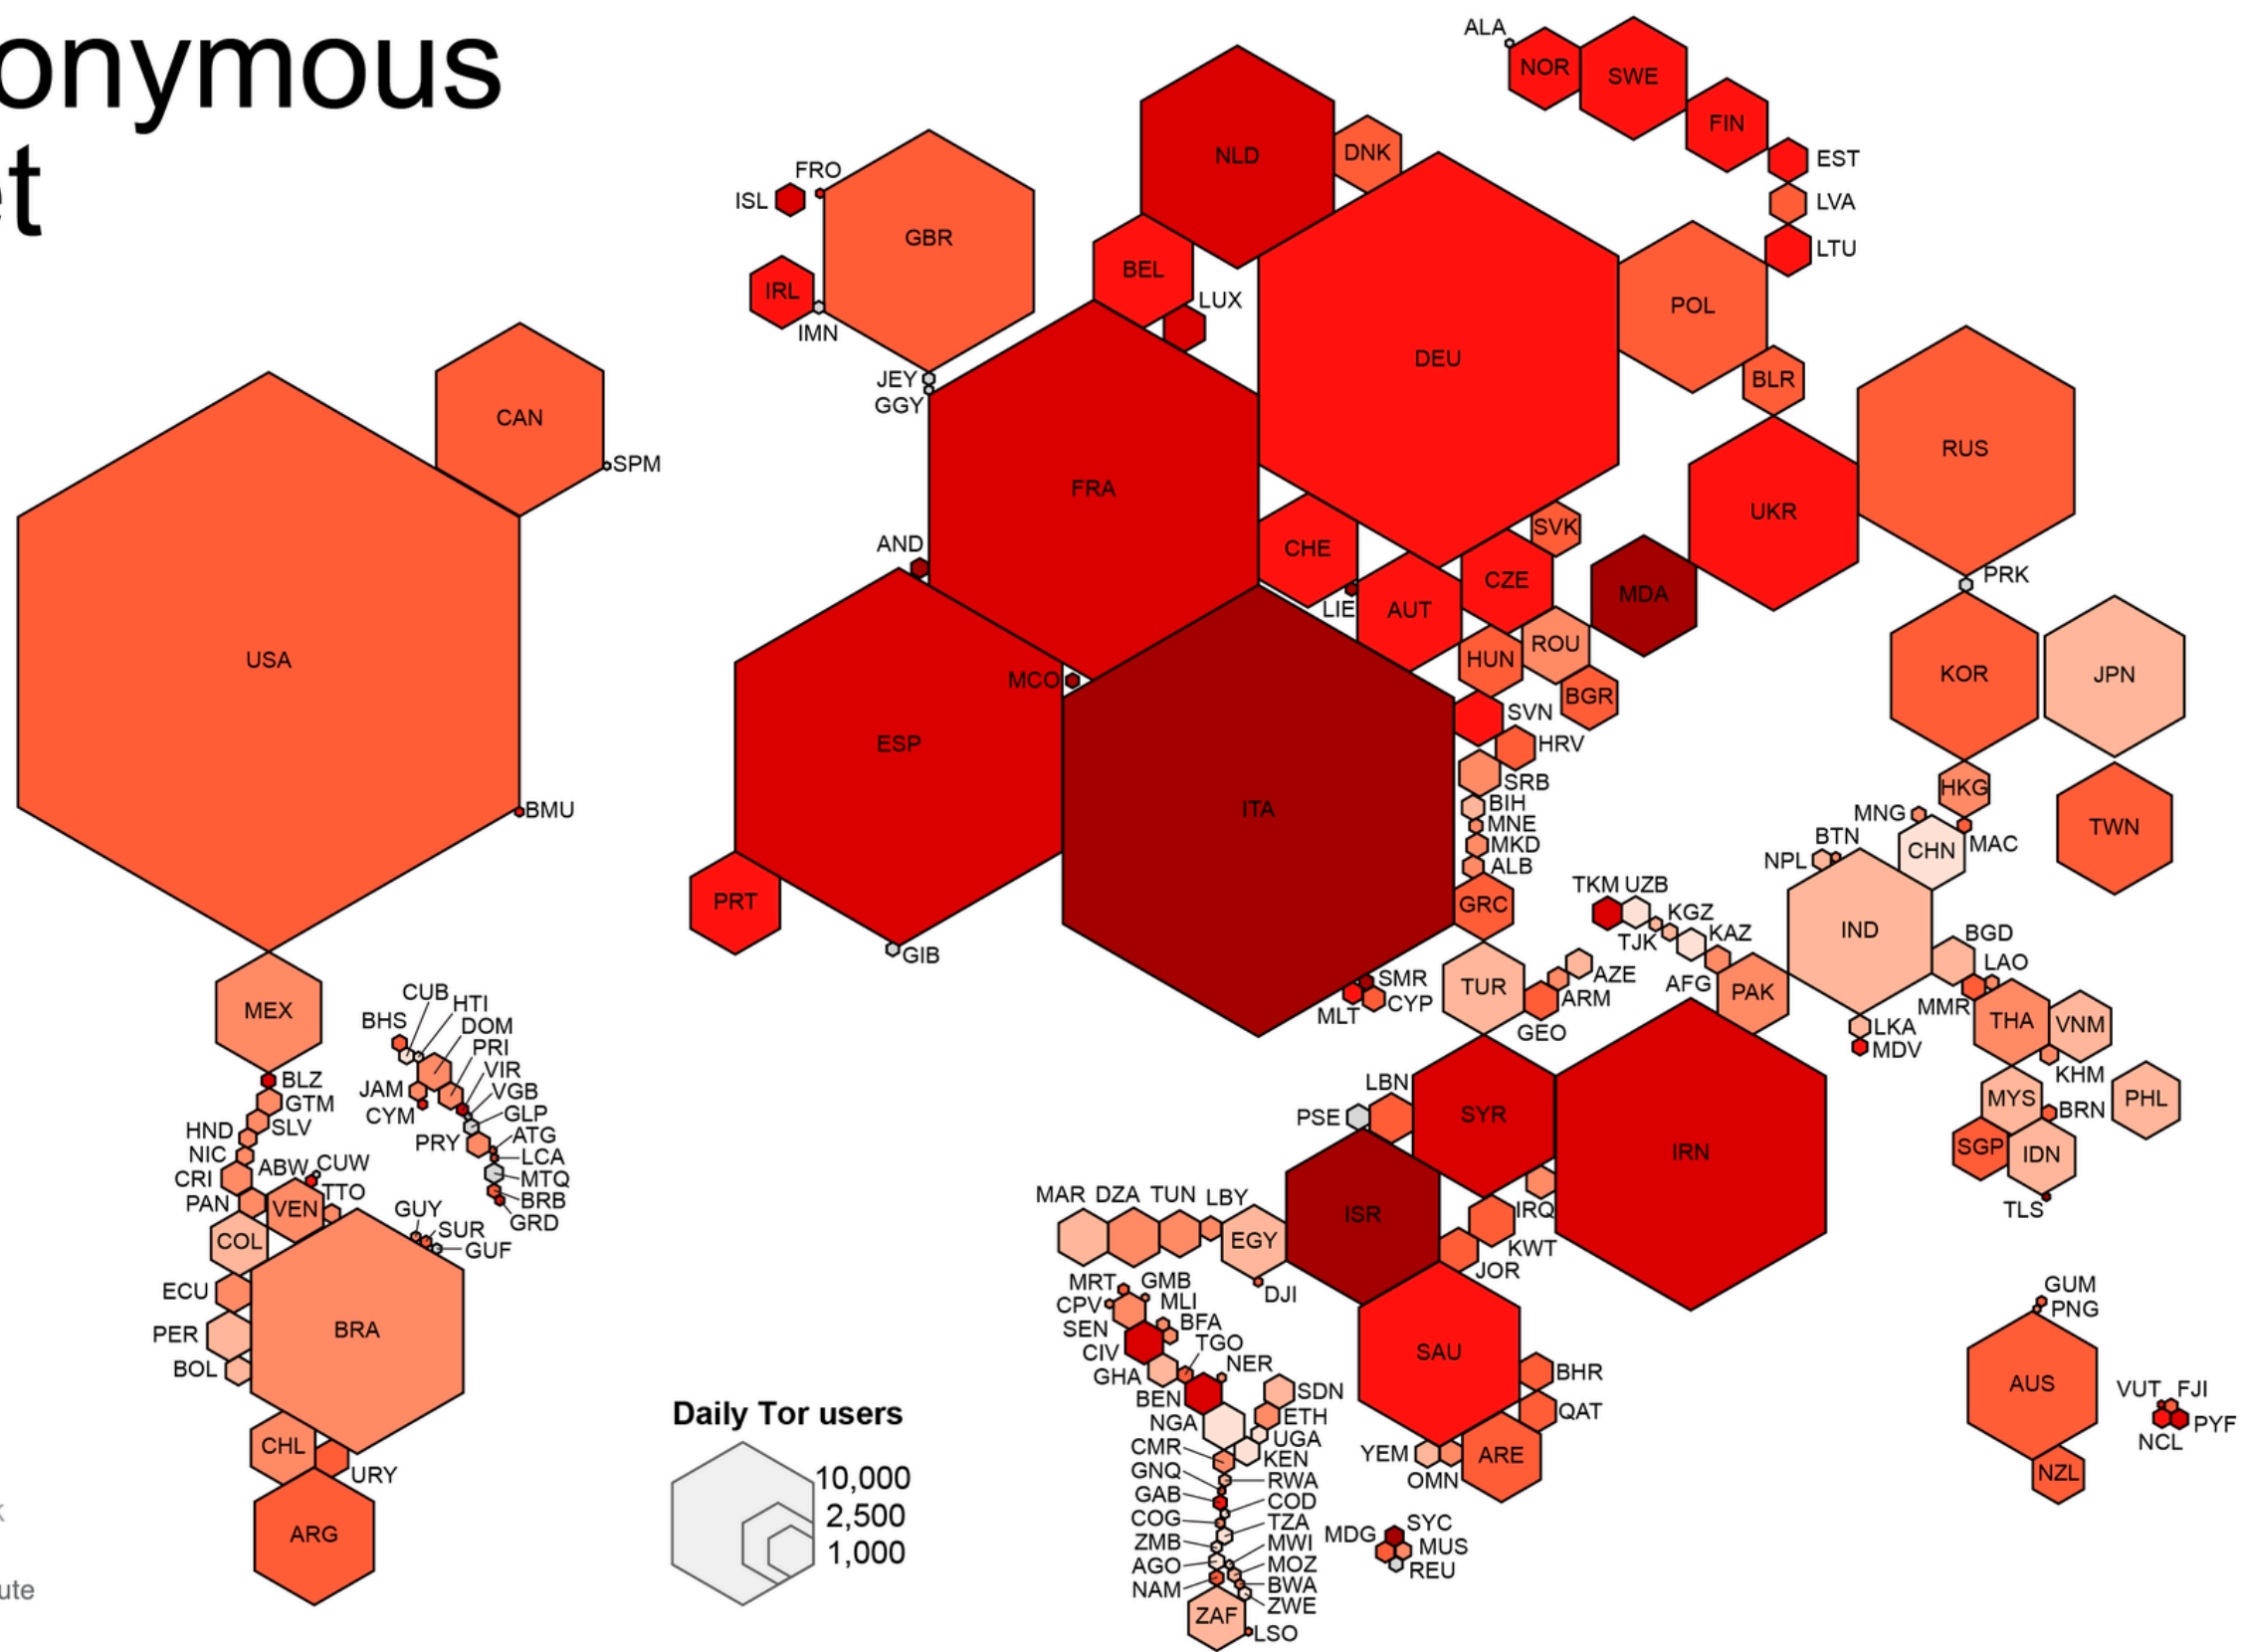 onymous
et
ALA
NOR
SWE
FIN
EST
LVA
LTU
NLD
DNK
FRO
ISL
GBR
IRL
IMN
BEL
LUX
JEY
GGY
DEU
POL
BLR
RUS
UKR
CAN
SPM
USA
BMU
FRA
AND
CHE
LIE
AUT
CZE
SVK
MDA
HUN
ROU
BGR
PRK
KOR
JPN
MCO
ESP
ITA
SVN
HRV
SRB
BIH
MNE
MKD
ALB
GRC
PRT
GIB
HKG
MNG
MAC
BTN
NPL
CHN
TWN
TKM UZB
KGZ
TJK
KAZ
AFG
PAK
IND
BGD
LAO
MMR
THA
VNM
LKA
MDV
KHM
MYS
BRN
PHL
SGP
IDN
TLS
SMR
CYP
MLT
TUR
AZE
ARM
GEO
MEX
CUB
HTI
BHS
DOM
PRI
VIR
JAM
VGB
CYM
GLP
PRY
ATG
LCA
MTQ
BRB
GRD
BLZ
GTM
SLV
HND
NIC
CRI
ABW
CUW
PAN
VEN
TTO
COL
GUY
SUR
GUF
ECU
PER
BRA
BOL
CHL
URY
ARG
LBN
PSE
SYR
IRN
ISR
IRQ
KWT
JOR
MAR DZA TUN LBY
EGY
DJI
MRT
GMB
CPV
MLI
SEN
BFA
CIV
TGO
GHA
NER
BEN
SDN
NGA
ETH
CMR
UGA
KEN
GNQ
RWA
GAB
COD
COG
TZA
ZMB
MWI
AGO
MOZ
NAM
BWA
ZWE
ZAF
LSO
SAU
BHR
QAT
YEM
OMN
ARE
MDG
SYC
MUS
REU
GUM
PNG
AUS
NZL
VUT
FJI
PYF
NCL
Daily Tor users
10,000
2,500
1,000
k
ute